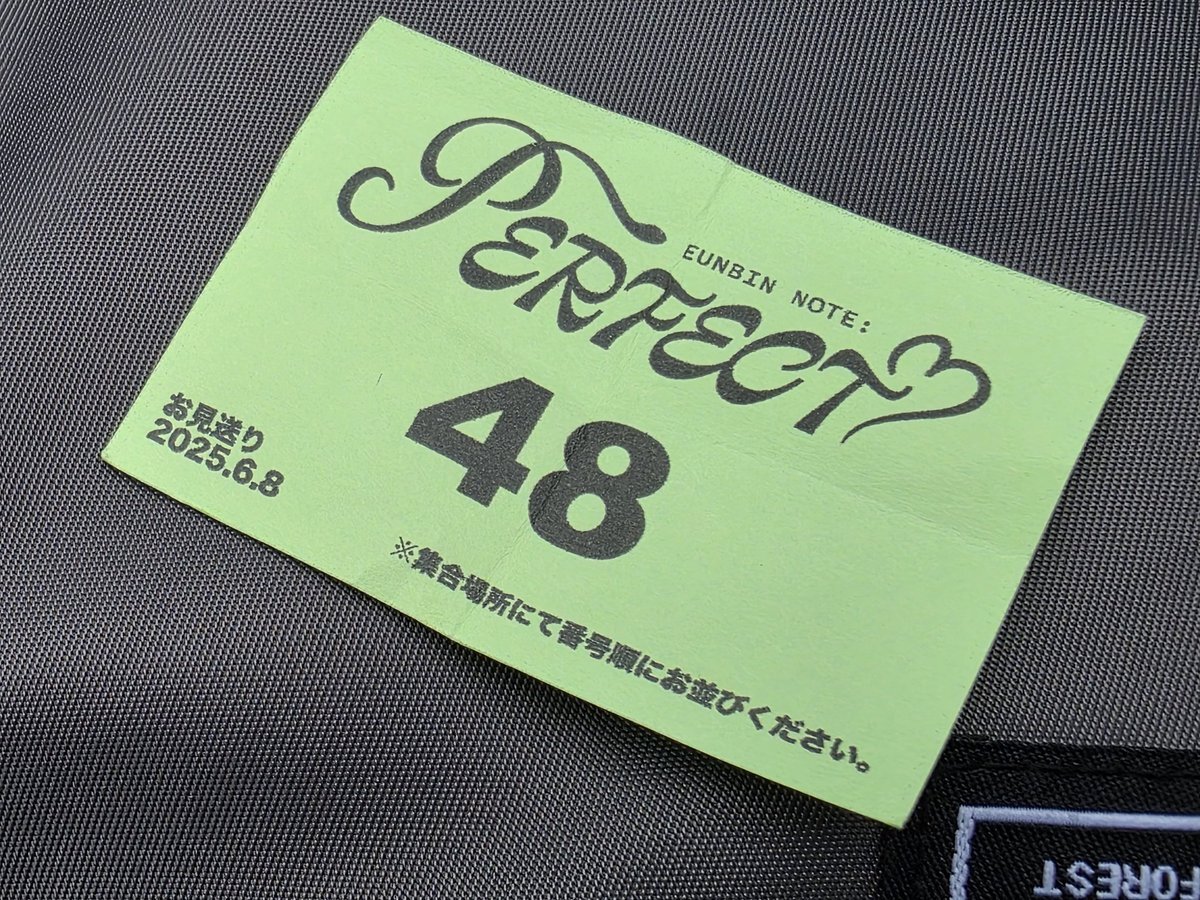 EUNBIN NOTE:
PERFECT
48
お見送り
2025.6.8
※集合場所にて番号順にお並びください。
FOREST